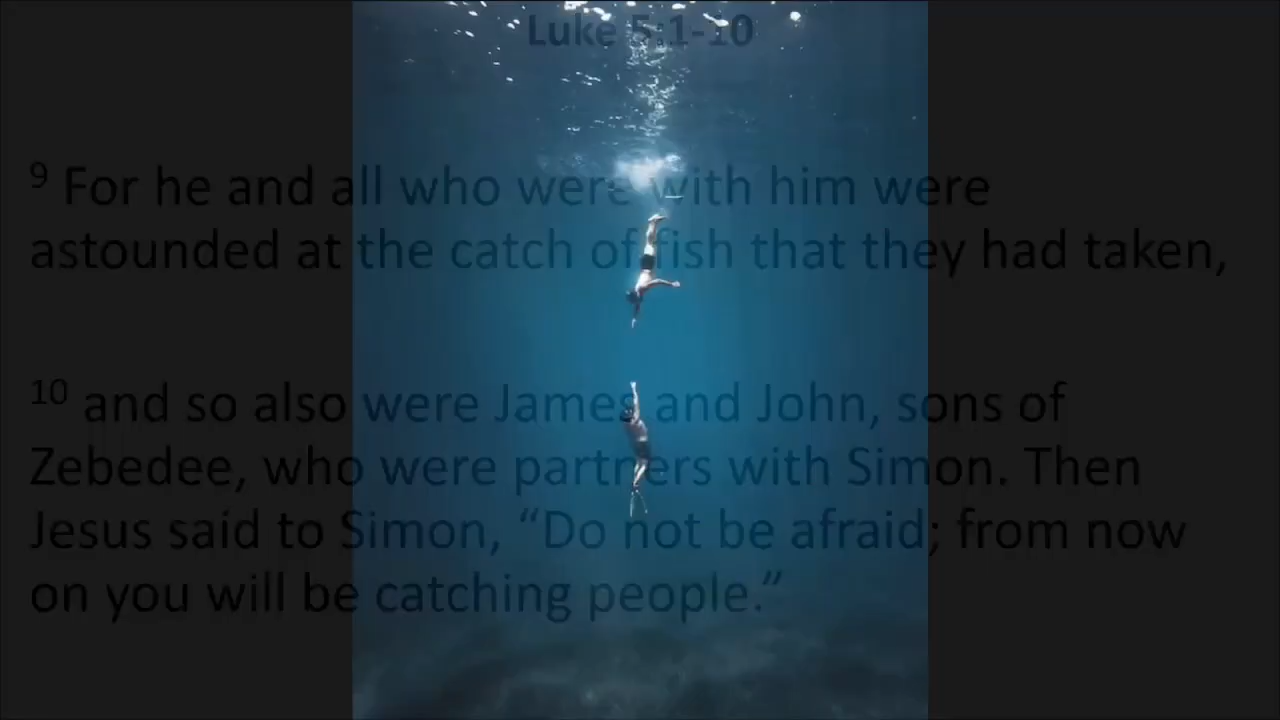 Luke 5:1-10
⁹ For he and all who were with him were
astounded at the catch of fish that they had taken,
¹⁰ and so also were James and John, sons of
Zebedee, who were partners with Simon. Then
Jesus said to Simon, “Do not be afraid; from now
on you will be catching people.”